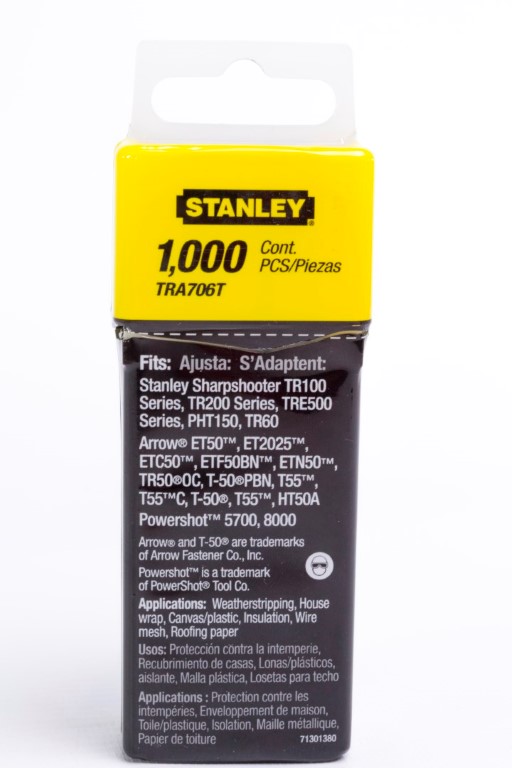 STANLEY®
1,000 Cont. PCS/Piezas
TRA706T
Fits: Ajusta: S'Adaptent:
Stanley Sharpshooter TR100
Series, TR200 Series, TRE500
Series, PHT150, TR60
Arrow® ET50™, ET2025™,
ETC50™, ETF50BN™, ETN50™,
TR50®OC, T-50®PBN, T55™,
T55™C, T-50®, T55™, HT50A
Powershot™ 5700, 8000
Arrow® and T-50® are trademarks
of Arrow Fastener Co., Inc.
Powershot™ is a trademark
of PowerShot® Tool Co.
Applications: Weatherstripping, House
wrap, Canvas/plastic, Insulation, Wire
mesh, Roofing paper
Usos: Protección contra la intemperie,
Recubrimiento de casas, Lonas/plásticos,
aislante, Malla plástica, Losetas para techo
Applications : Protection contre les
intempéries, Enveloppement de maison,
Toile/plastique, Isolation, Maille métallique,
Papier de toiture
71301380